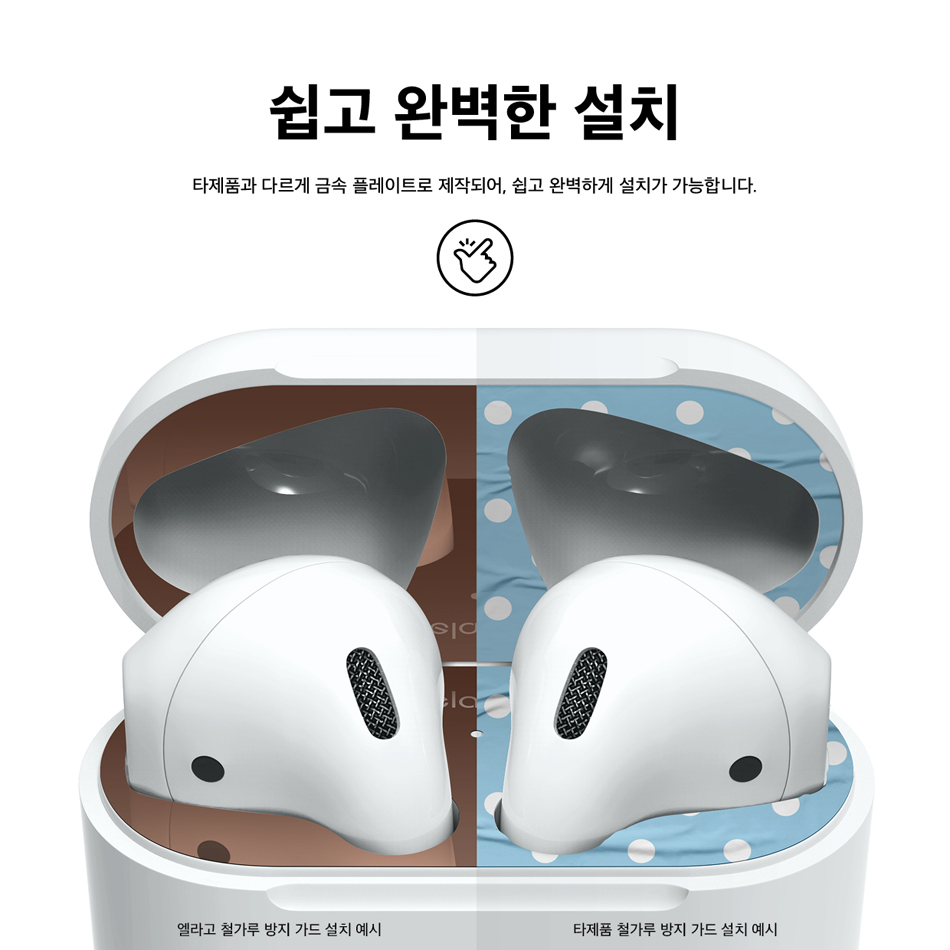 쉽고 완벽한 설치
타제품과 다르게 금속 플레이트로 제작되어, 쉽고 완벽하게 설치가 가능합니다.
엘라고 철가루 방지 가드 설치 예시
타제품 철가루 방지 가드 설치 예시